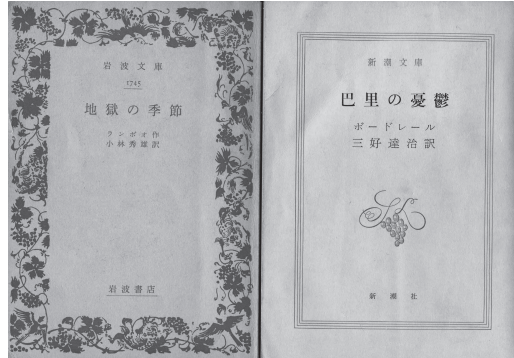 岩波文庫
1745
地獄の季節
ランボオ作
小林秀雄訳
岩波書店
新潮文庫
巴里の憂鬱
ボードレール
三好達治訳
新潮社